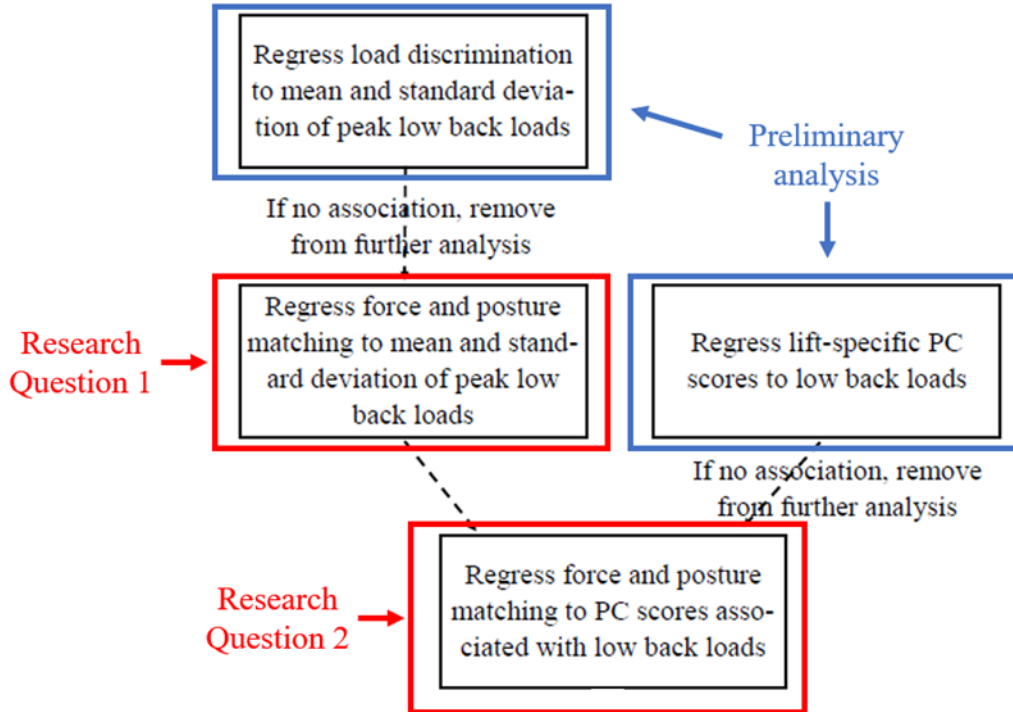 Regress load discrimination
to mean and standard devia-
tion of peak low back loads
Preliminary
analysis
If no association, remove
from further analysis
Research
Question 1
Regress force and posture
matching to mean and stand-
ard deviation of peak low
back loads
Regress lift-specific PC
scores to low back loads
If no association, remove
from further analysis
Research
Question 2
Regress force and posture
matching to PC scores asso-
ciated with low back loads